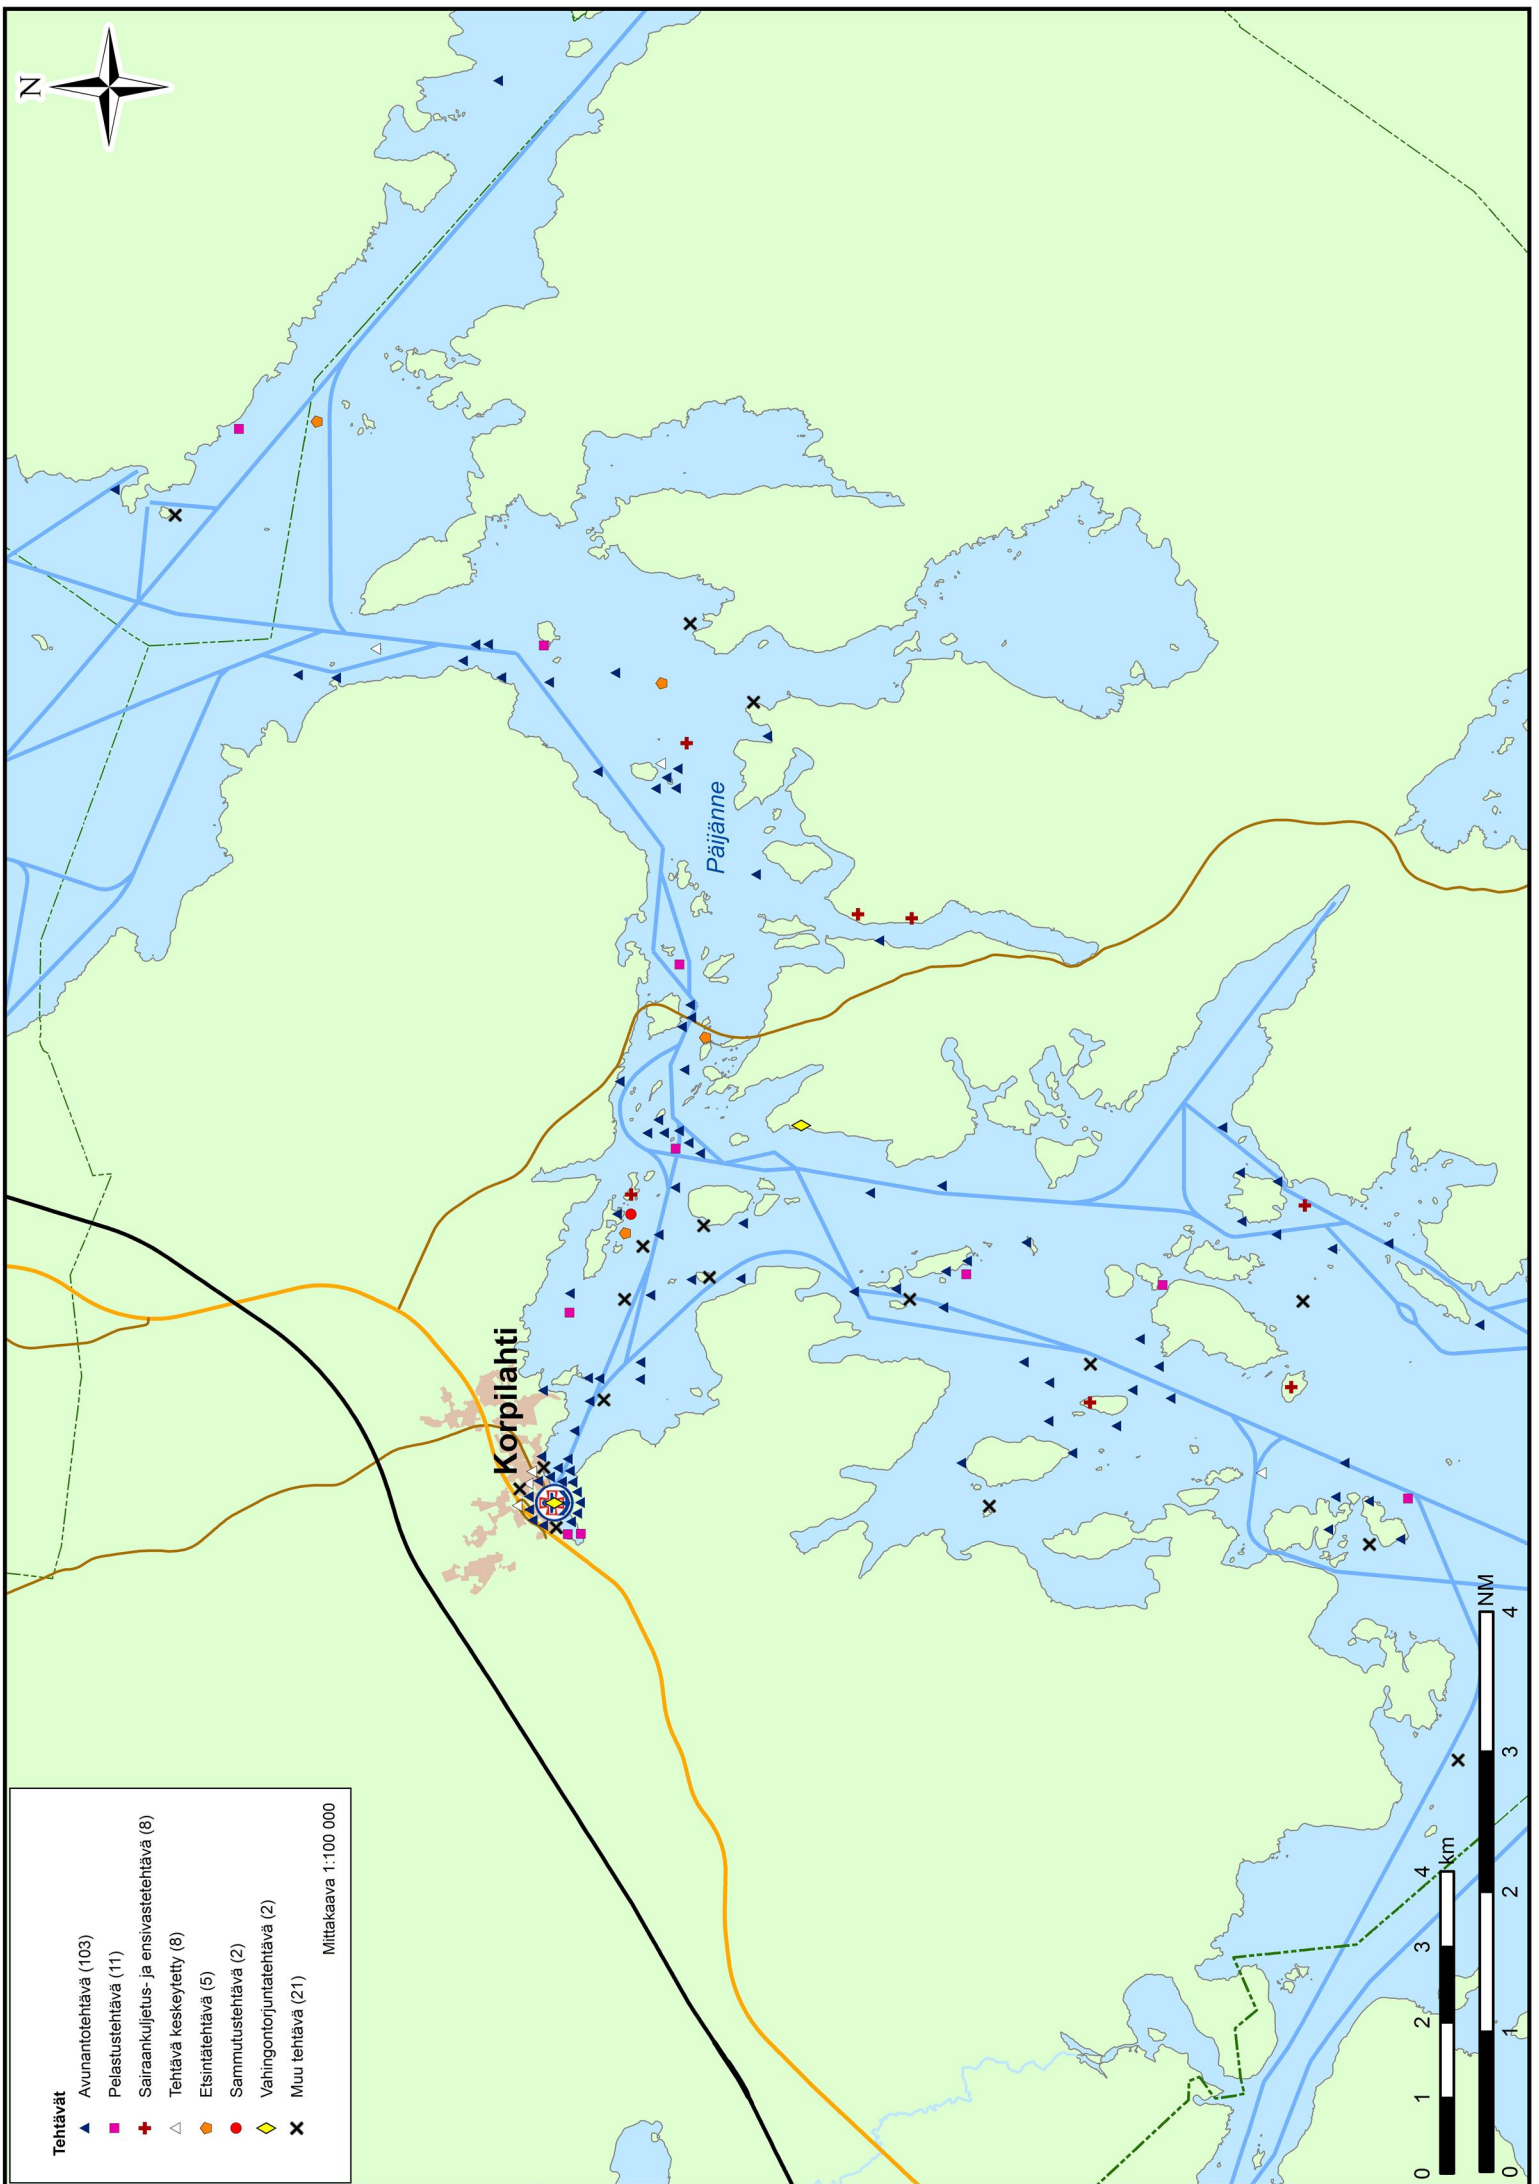 N
Korpilahti
Päijänne
Tehtävät
Avunantotehtävä (103)
Pelastustehtävä (11)
Sairaankuljetus- ja ensivastetehtävä (8)
Tehtävä keskeytetty (8)
Etsintätehtävä (5)
Sammutustehtävä (2)
Vahingontorjuntatehtävä (2)
Muu tehtävä (21)
Mittakaava 1:100 000
0 1 2 3 4 km
0 1 2 3 4 NM